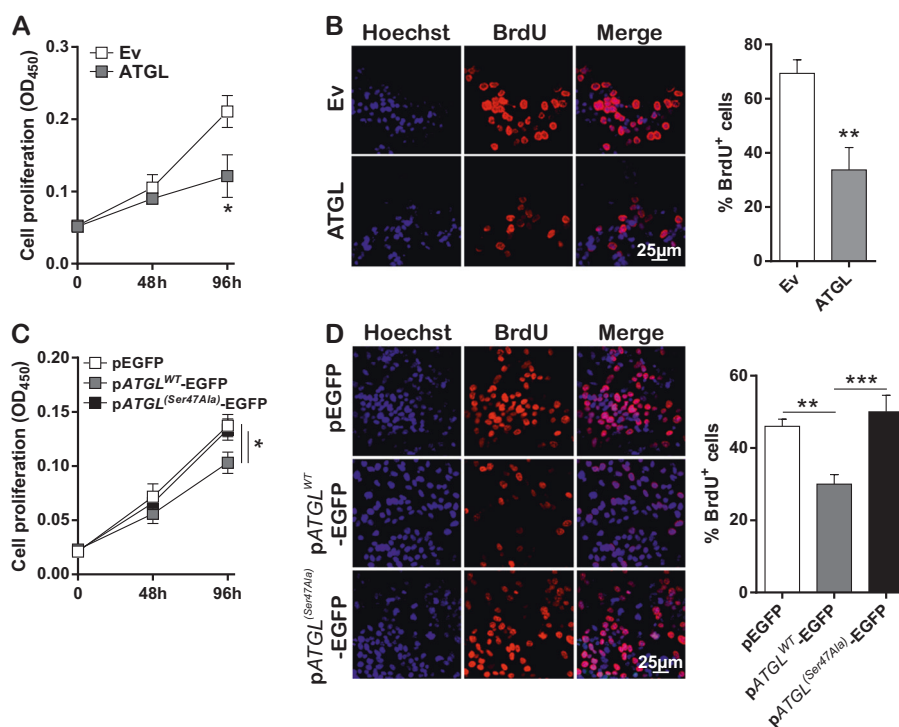 A
Cell proliferation (OD450)
0.3
0.2
0.1
0.0
Ev
ATGL
*
0
48h
96h
B
Hoechst
BrdU
Merge
Ev
ATGL
25µm
% BrdU+ cells
80
60
40
20
0
**
Ev
ATGL
C
Cell proliferation (OD450)
0.20
0.15
0.10
0.05
0.00
pEGFP
pATGLWT-EGFP
pATGL(Ser47Ala)-EGFP
*
0
48h
96h
D
Hoechst
BrdU
Merge
pEGFP
pATGLWT
-EGFP
pATGL(Ser47Ala)
-EGFP
25µm
% BrdU+ cells
60
40
20
0
**
***
pEGFP
pATGLWT-EGFP
pATGL(Ser47Ala)-EGFP